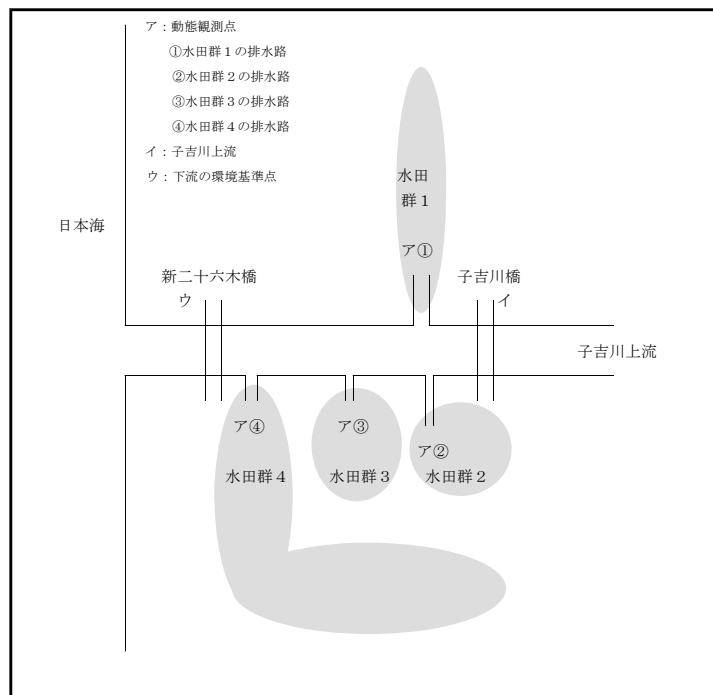 ア：動態観測点
①水田群１の排水路
②水田群２の排水路
③水田群３の排水路
④水田群４の排水路
イ：子吉川上流
ウ：下流の環境基準点
水田
群１
日本海
ア①
新二十六木橋
ウ
子吉川橋
イ
子吉川上流
ア④
ア③
ア②
水田群４
水田群３
水田群２